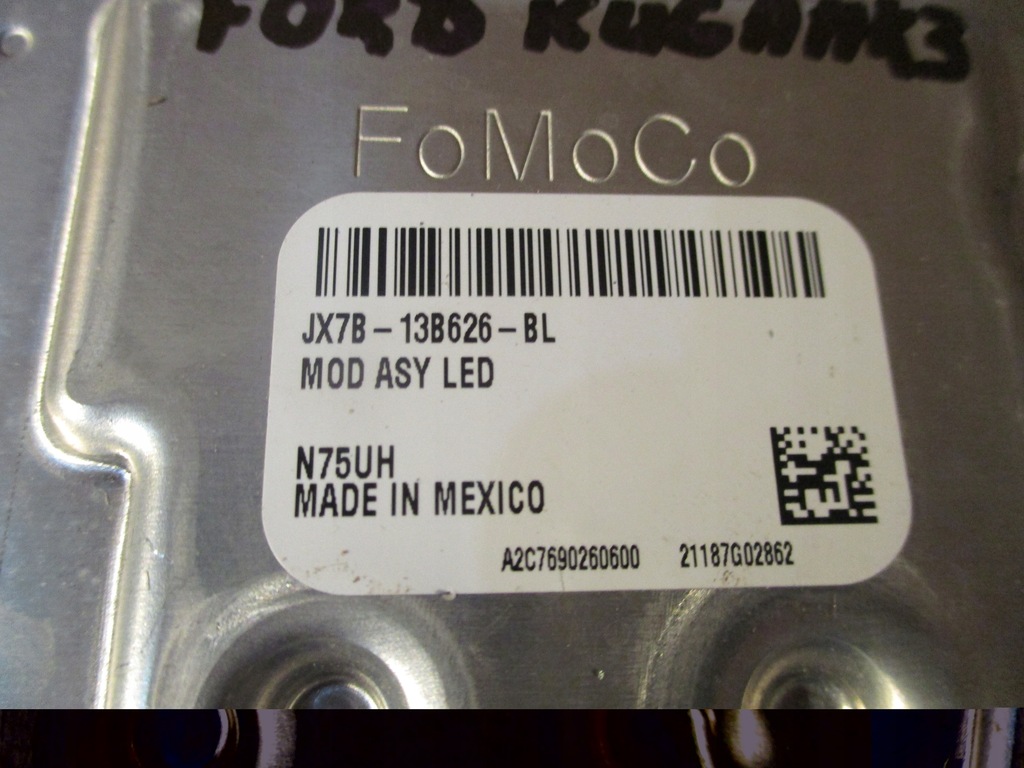 FORD KUGA MK3
FoMoCo
JX7B-13B626-BL
MOD ASY LED
N75UH
MADE IN MEXICO
A2C7690260600 21187G02862